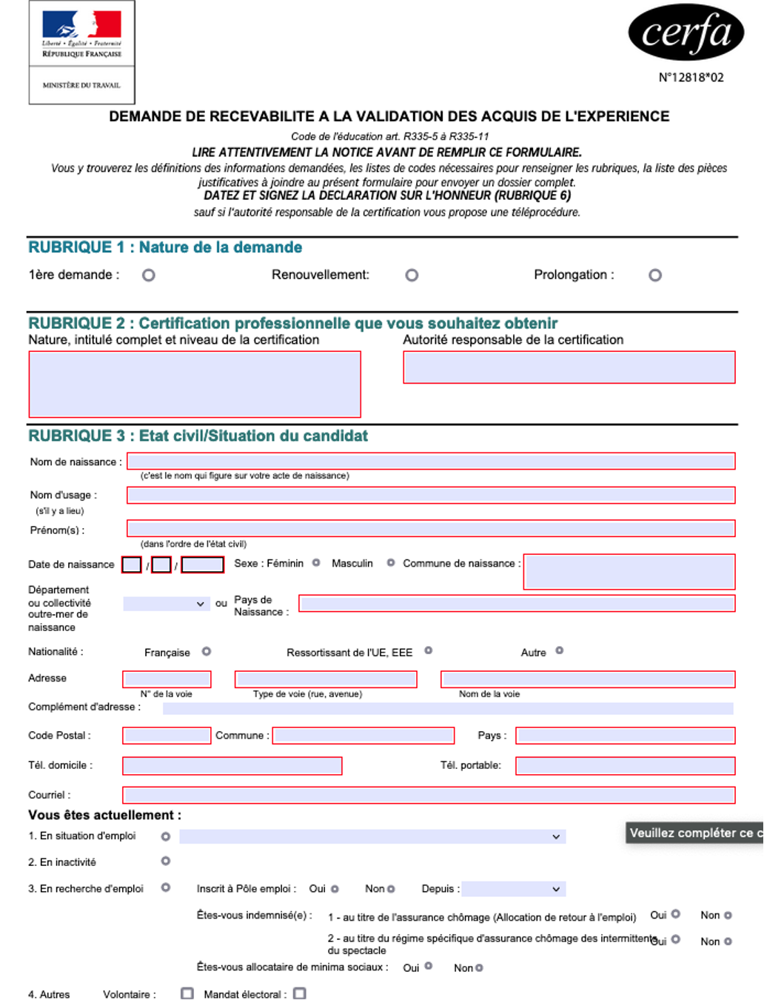 Liberté • Égalité • Fraternité
RÉPUBLIQUE FRANÇAISE
MINISTÈRE DU TRAVAIL
cerfa
N°12818*02
DEMANDE DE RECEVABILITE A LA VALIDATION DES ACQUIS DE L'EXPERIENCE
Code de l'éducation art. R335-5 à R335-11
LIRE ATTENTIVEMENT LA NOTICE AVANT DE REMPLIR CE FORMULAIRE.
Vous y trouverez les définitions des informations demandées, les listes de codes nécessaires pour renseigner les rubriques, la liste des pièces
justificatives à joindre au présent formulaire pour envoyer un dossier complet.
DATEZ ET SIGNEZ LA DECLARATION SUR L'HONNEUR (RUBRIQUE 6)
sauf si l'autorité responsable de la certification vous propose une téléprocédure.
RUBRIQUE 1 : Nature de la demande
1ère demande : Renouvellement: Prolongation :
RUBRIQUE 2 : Certification professionnelle que vous souhaitez obtenir
Nature, intitulé complet et niveau de la certification Autorité responsable de la certification
RUBRIQUE 3 : Etat civil/Situation du candidat
Nom de naissance :
(c'est le nom qui figure sur votre acte de naissance)
Nom d'usage :
(s'il y a lieu)
Prénom(s) :
(dans l'ordre de l'état civil)
Date de naissance / / Sexe : Féminin Masculin Commune de naissance :
Département
ou collectivité
outre-mer de
naissance
ou Pays de
Naissance :
Nationalité : Française Ressortissant de l'UE, EEE Autre
Adresse
N° de la voie Type de voie (rue, avenue) Nom de la voie
Complément d'adresse :
Code Postal : Commune : Pays :
Tél. domicile : Tél. portable:
Courriel :
Vous êtes actuellement :
Veuillez compléter ce c
1. En situation d'emploi
2. En inactivité
3. En recherche d'emploi Inscrit à Pôle emploi : Oui Non Depuis :
Êtes-vous indemnisé(e) : 1 - au titre de l'assurance chômage (Allocation de retour à l'emploi) Oui Non
2 - au titre du régime spécifique d'assurance chômage des intermittents Oui Non
du spectacle
Êtes-vous allocataire de minima sociaux : Oui Non
4. Autres Volontaire : Mandat électoral :